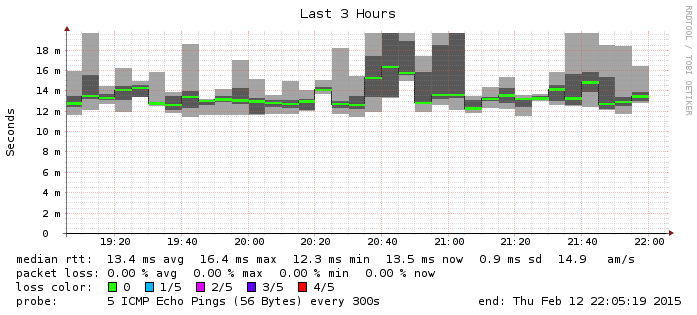 Last 3 Hours
RRDTOOL / TOBI OETIKER
Seconds
18 m
16 m
14 m
12 m
10 m
8 m
6 m
4 m
2 m
0
19:20 19:40 20:00 20:20 20:40 21:00 21:20 21:40 22:00
median rtt: 13.4 ms avg 16.4 ms max 12.3 ms min 13.5 ms now 0.9 ms sd 14.9 am/s
packet loss: 0.00 % avg 0.00 % max 0.00 % min 0.00 % now
loss color: 0 1/5 2/5 3/5 4/5
probe: 5 ICMP Echo Pings (56 Bytes) every 300s end: Thu Feb 12 22:05:19 2015